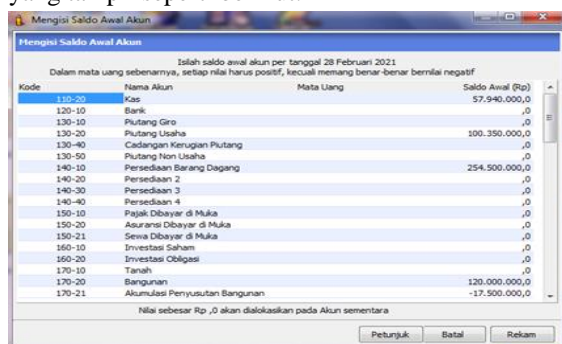 Mengisi Saldo Awal Akun
Mengisi Saldo Awal Akun
Isilah saldo awal akun per tanggal 28 Februari 2021
Dalam mata uang sebenarnya, setiap nilai harus positif, kecuali memang benar-benar bernilai negatif
Kode Nama Akun Mata Uang Saldo Awal (Rp)
110-20 Kas 57.940.000,0
120-10 Bank ,0
130-10 Piutang Giro ,0
130-20 Piutang Usaha 100.350.000,0
130-40 Cadangan Kerugian Piutang ,0
130-50 Piutang Non Usaha ,0
140-10 Persediaan Barang Dagang 254.500.000,0
140-20 Persediaan 2 ,0
140-30 Persediaan 3 ,0
140-40 Persediaan 4 ,0
150-10 Pajak Dibayar di Muka ,0
150-20 Asuransi Dibayar di Muka ,0
150-21 Sewa Dibayar di Muka ,0
160-10 Investasi Saham ,0
160-20 Investasi Obligasi ,0
170-10 Tanah ,0
170-20 Bangunan 120.000.000,0
170-21 Akumulasi Penyusutan Bangunan -17.500.000,0
Nilai sebesar Rp ,0 akan dialokasikan pada Akun sementara
Petunjuk Batal Rekam